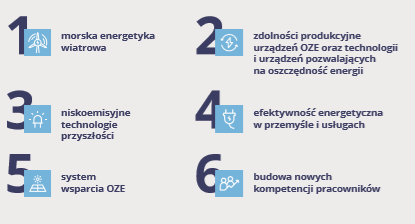 1
morska energetyka
wiatrowa
2
zdolności produkcyjne
urządzeń OZE oraz technologii
i urządzeń pozwalających
na oszczędność energii
3
niskoemisyjne
technologie
przyszłości
4
efektywność energetyczna
w przemyśle i usługach
5
system
wsparcia OZE
6
budowa nowych
kompetencji pracowników